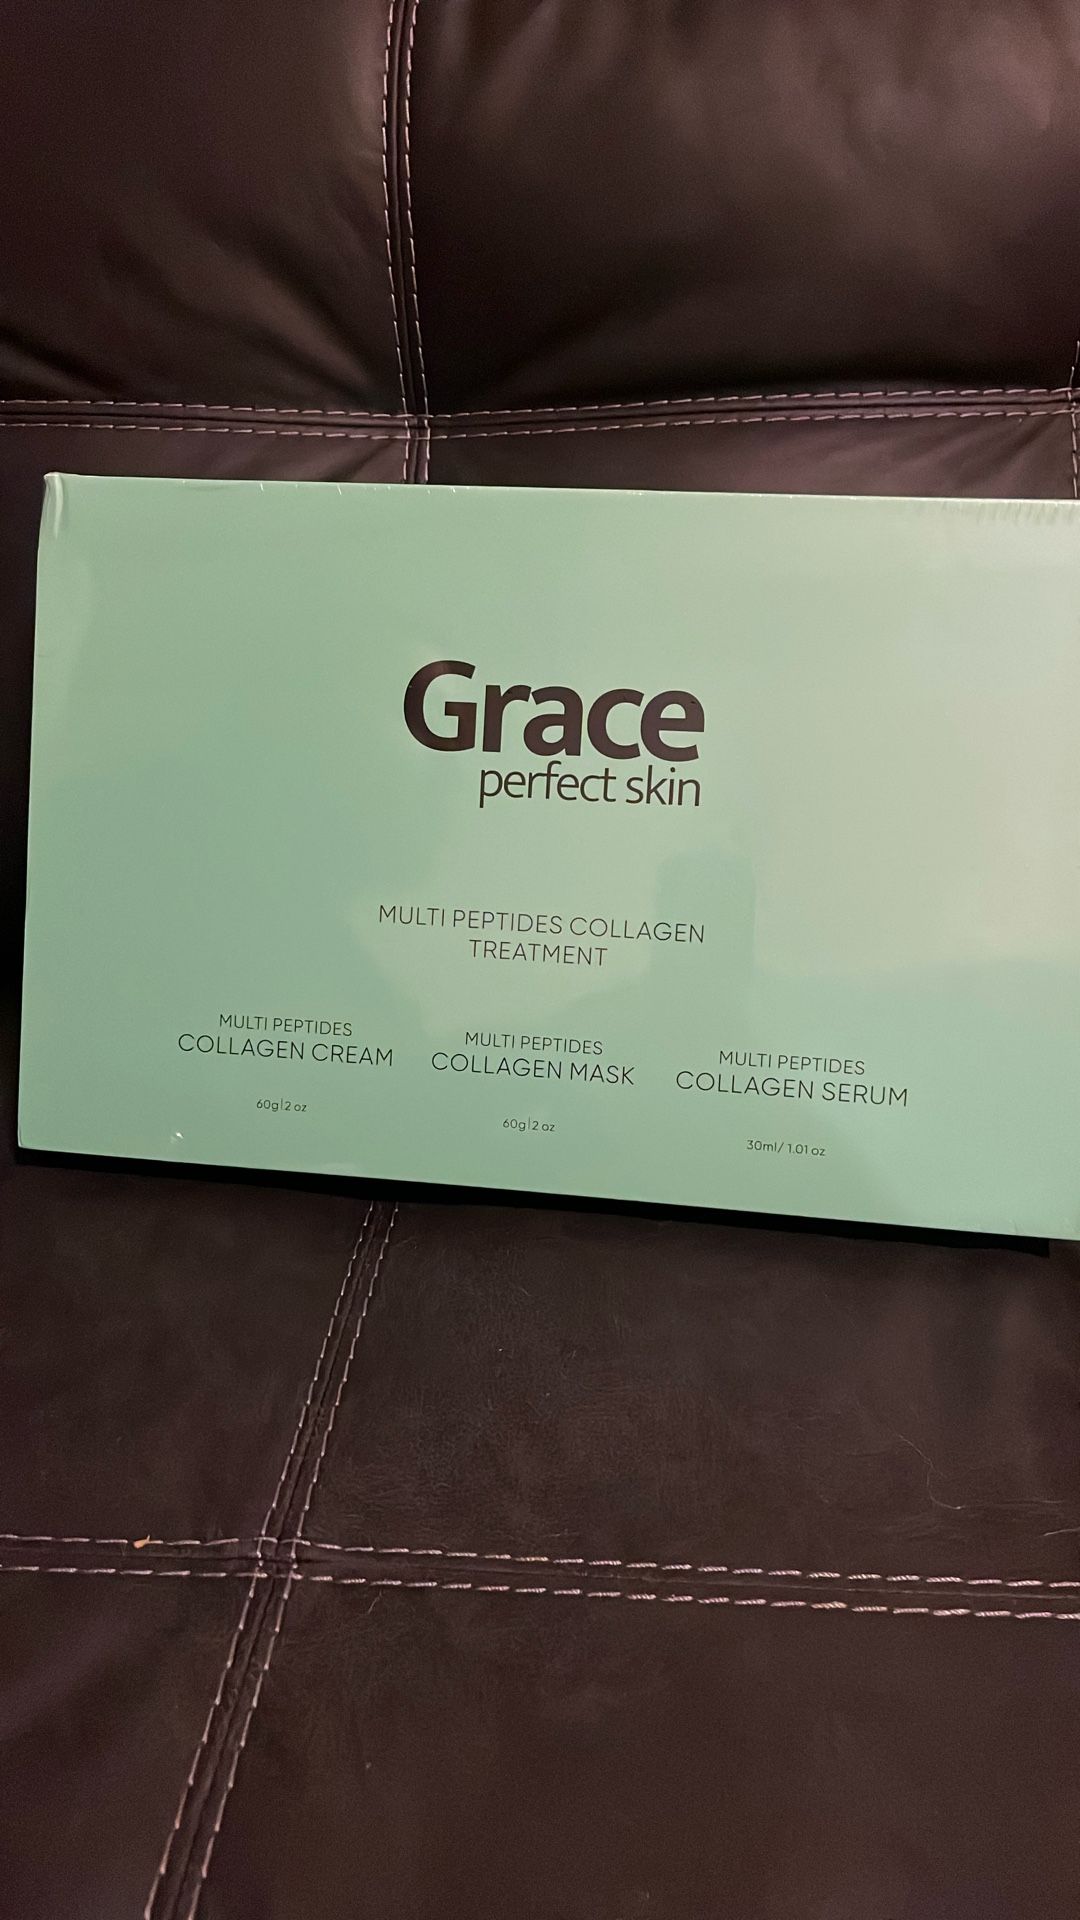 Grace
perfect skin
MULTI PEPTIDES COLLAGEN
TREATMENT
MULTI PEPTIDES
COLLAGEN CREAM
60g|2 oz
MULTI PEPTIDES
COLLAGEN MASK
60g|2 oz
MULTI PEPTIDES
COLLAGEN SERUM
30ml/ 1.01 oz